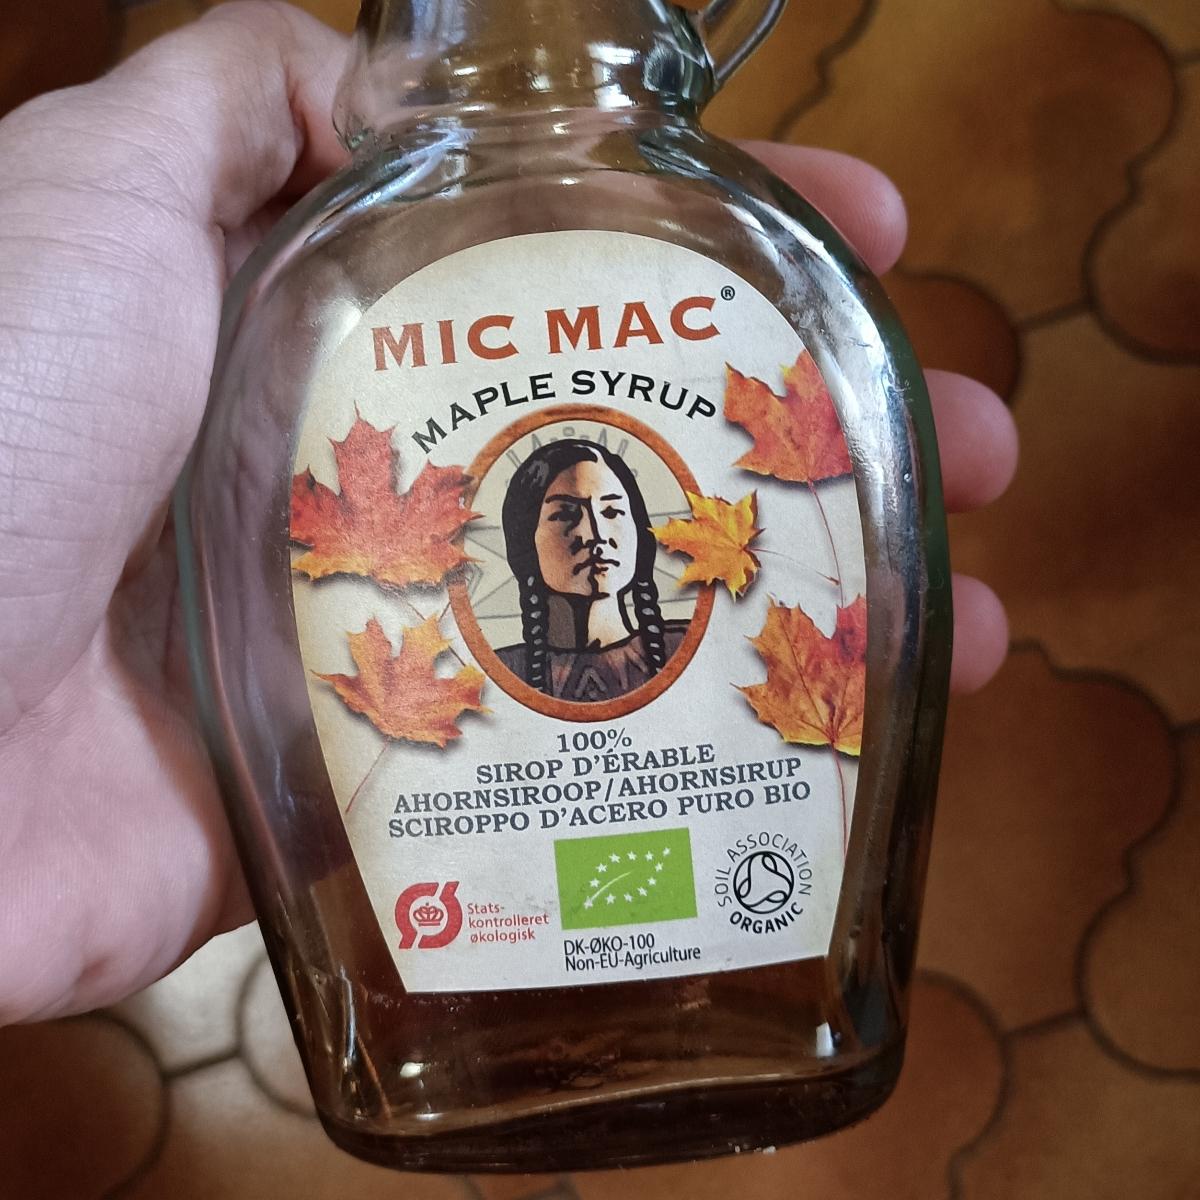 MIC MAC®
MAPLE SYRUP
100%
SIROP D'ÉRABLE
AHORNSIROOP/AHORNSIRUP
SCIROPPO D'ACERO PURO BIO
Ø
Stats-
kontrolleret
økologisk
DK-ØKO-100
Non-EU-Agriculture
SOIL ASSOCIATION
ORGANIC